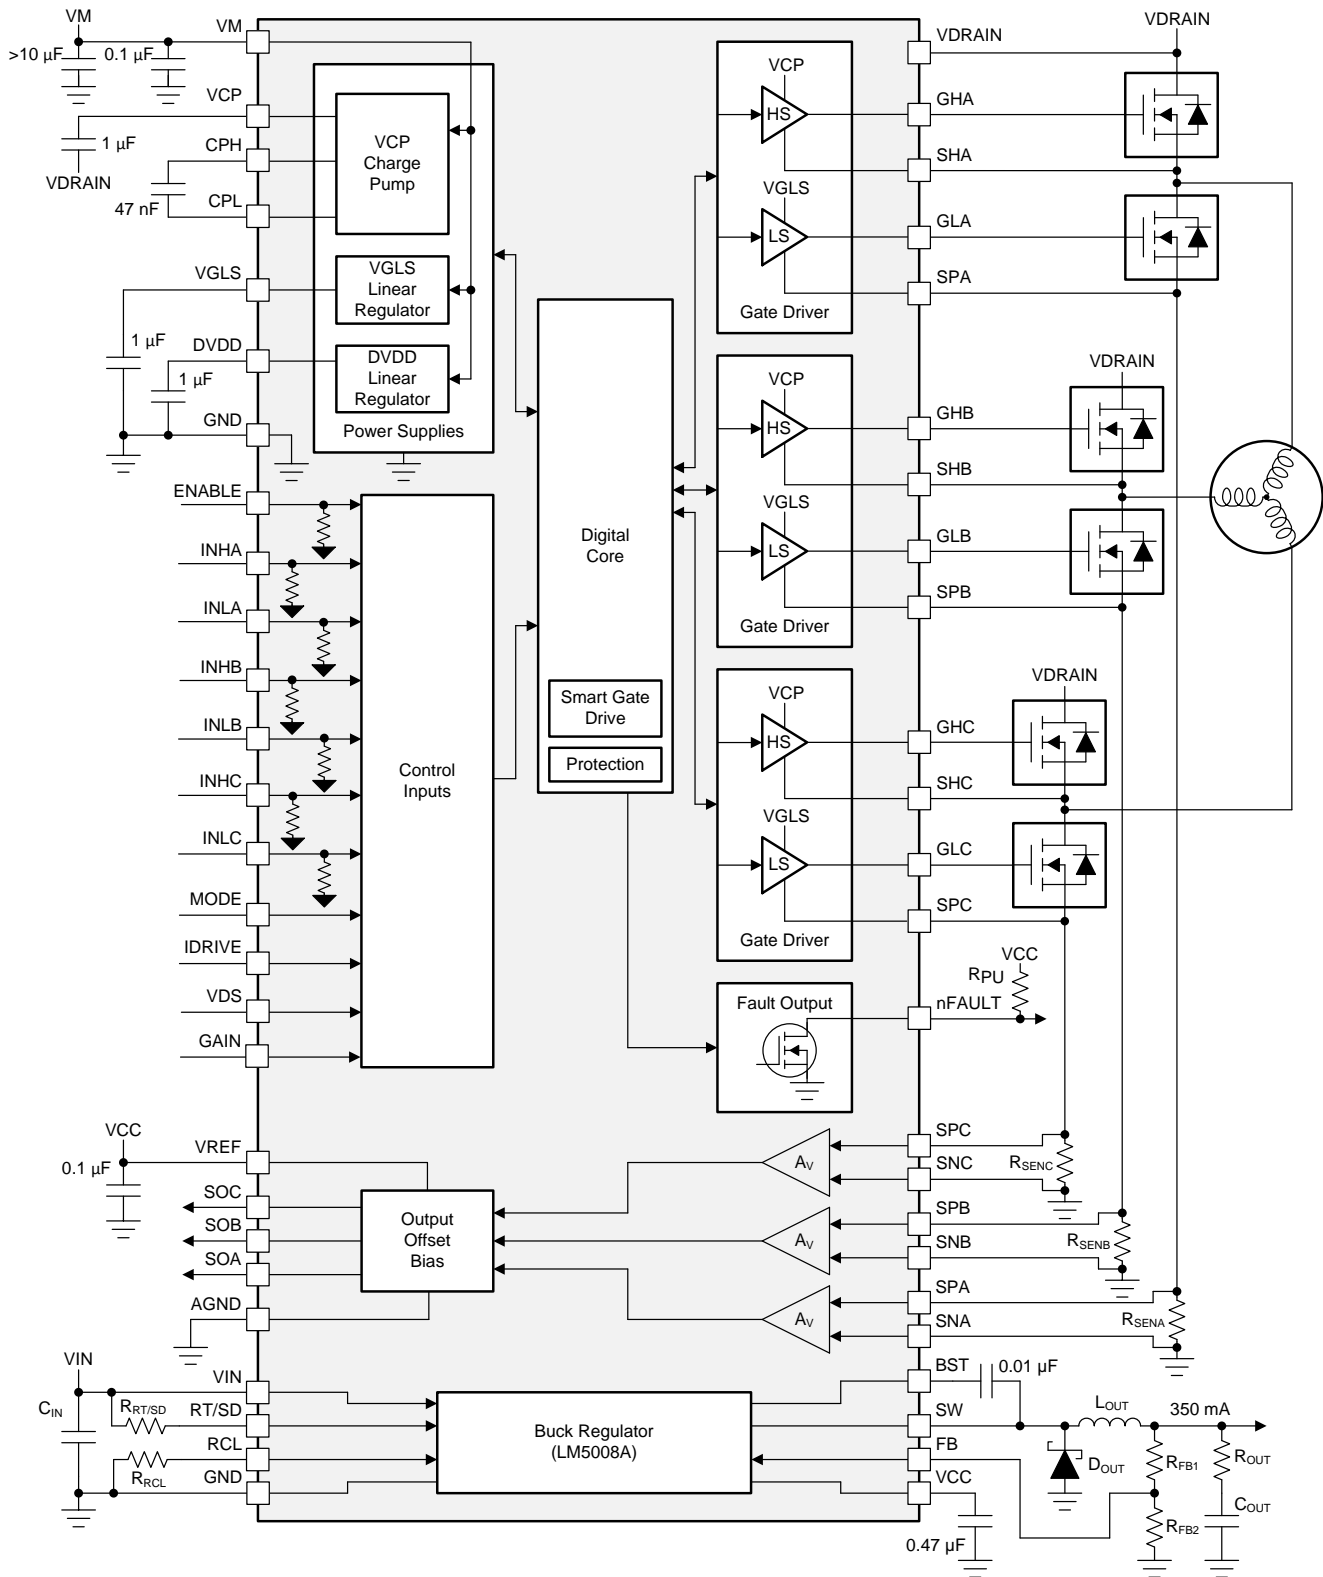 VM
VM
>10 µF
0.1 µF
VCP
1 µF
VDRAIN
CPH
47 nF
CPL
VGLS
1 µF
DVDD
1 µF
GND
VCP
Charge
Pump
VGLS
Linear
Regulator
DVDD
Linear
Regulator
Power Supplies
ENABLE
INHA
INLA
INHB
INLB
INHC
INLC
MODE
IDRIVE
VDS
GAIN
Control
Inputs
Digital
Core
Smart Gate
Drive
Protection
VCP
HS
VGLS
LS
Gate Driver
VCP
HS
VGLS
LS
Gate Driver
VCP
HS
VGLS
LS
Gate Driver
Fault Output
VDRAIN
VDRAIN
GHA
SHA
GLA
SPA
VDRAIN
GHB
SHB
GLB
SPB
VDRAIN
GHC
SHC
GLC
SPC
VCC
RPU
nFAULT
VCC
VREF
0.1 µF
SOC
SOB
SOA
AGND
Output
Offset
Bias
AV
AV
AV
SPC
SNC
RSENC
SPB
SNB
RSENB
SPA
SNA
RSENA
VIN
VIN
CIN
RRT/SD
RT/SD
RCL
RRCL
GND
Buck Regulator
(LM5008A)
BST
0.01 µF
SW
LOUT
350 mA
FB
DOUT
RFB1
ROUT
VCC
COUT
RFB2
0.47 µF